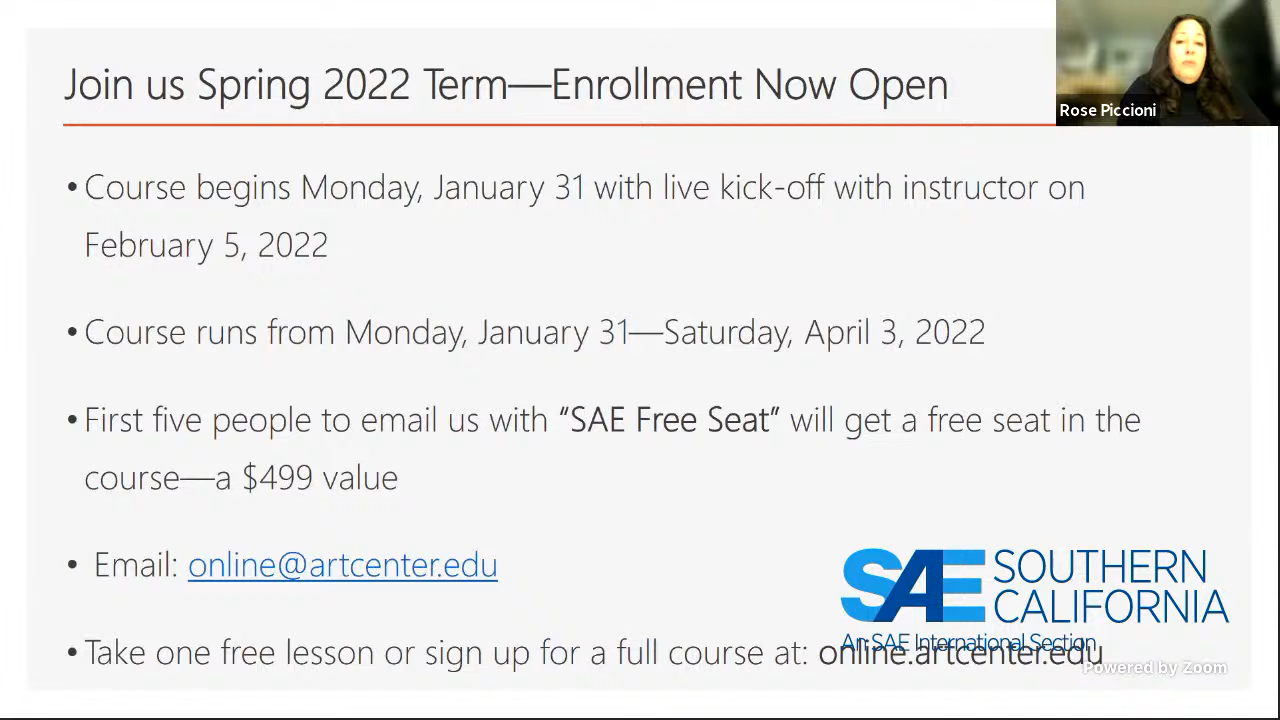 Join us Spring 2022 Term—Enrollment Now Open
Rose Piccioni
• Course begins Monday, January 31 with live kick-off with instructor on
February 5, 2022
• Course runs from Monday, January 31—Saturday, April 3, 2022
• First five people to email us with “SAE Free Seat” will get a free seat in the
course—a $499 value
• Email: online@artcenter.edu
SAE SOUTHERN
CALIFORNIA
An SAE International Section
• Take one free lesson or sign up for a full course at: online.artcenter.edu
Powered by Zoom